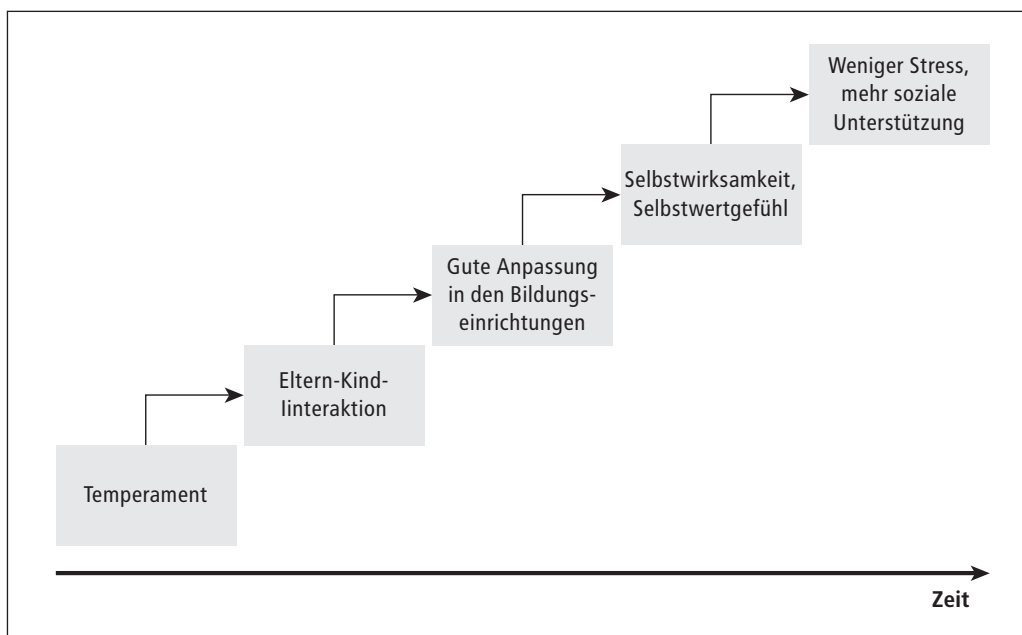 Weniger Stress,
mehr soziale
Unterstützung
Selbstwirksamkeit,
Selbstwertgefühl
Gute Anpassung
in den Bildungs-
einrichtungen
Eltern-Kind-
Iinteraktion
Temperament
Zeit